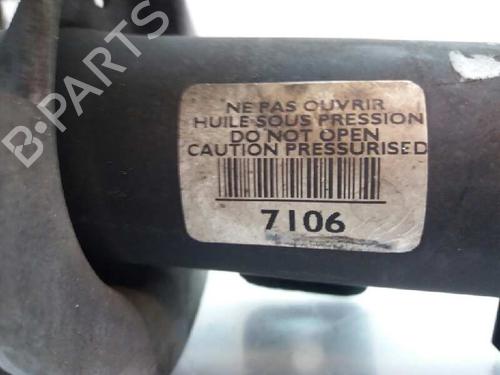 NE PAS OUVRIR
HUILE SOUS PRESSION
DO NOT OPEN
CAUTION PRESSURISED
7106
B-PARTS